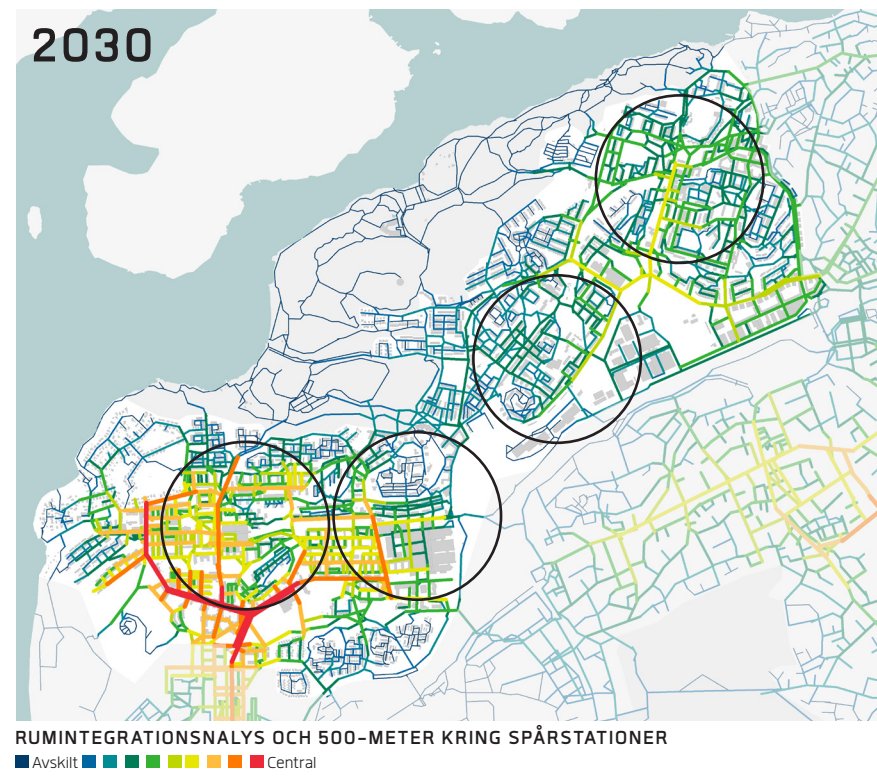 2030
RUMINTEGRATIONSNALYS OCH 500-METER KRING SPÅRSTATIONER
Avskilt Central